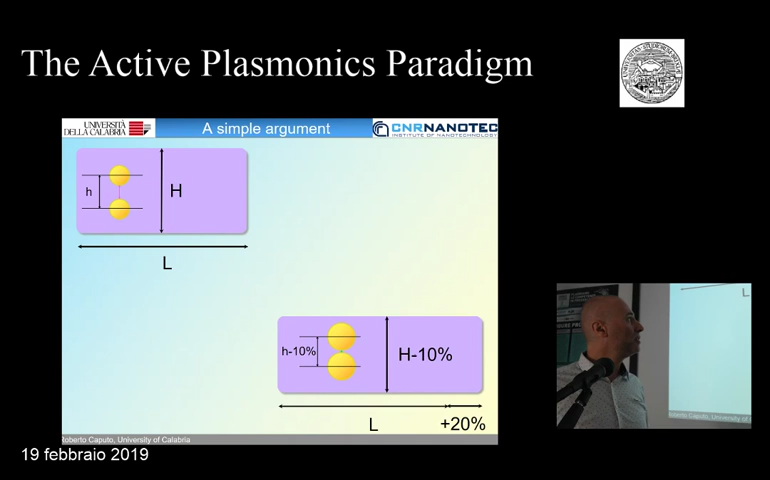 The Active Plasmonics Paradigm
UNIVERSITÀ
DELLA CALABRIA
A simple argument
CNRNANOTEC
INSTITUTE OF NANOTECHNOLOGY
h
H
L
h-10%
H-10%
L
+20%
Roberto Caputo, University of Calabria
L
19 febbraio 2019